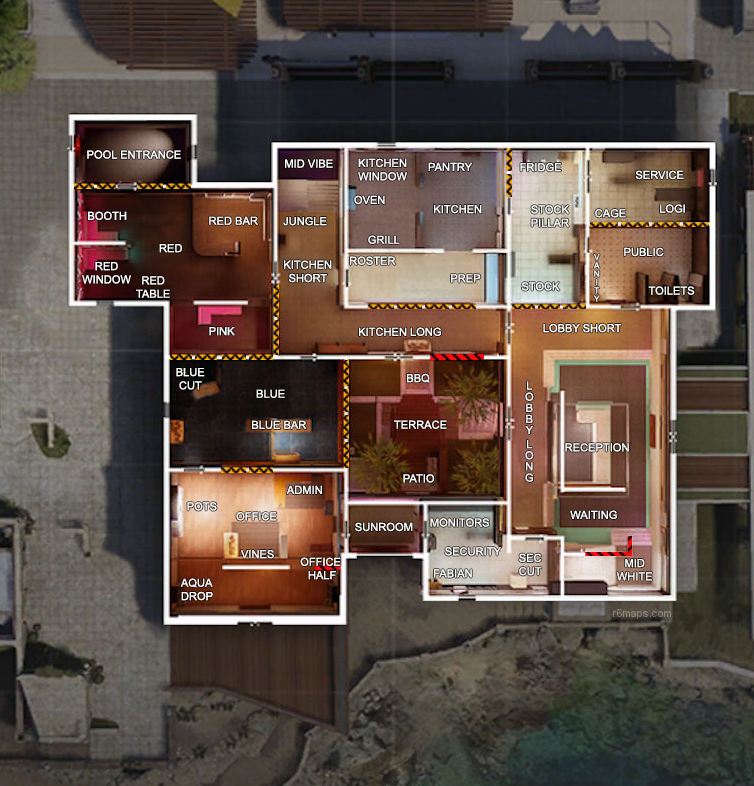 POOL ENTRANCE
MID VIBE
KITCHEN
WINDOW
PANTRY
FRIDGE
SERVICE
OVEN
BOOTH
RED BAR
JUNGLE
KITCHEN
STOCK
PILLAR
CAGE
LOGI
RED
GRILL
PUBLIC
RED
WINDOW
RED
TABLE
KITCHEN
SHORT
ROSTER
PREP
STOCK
VANITY
TOILETS
PINK
KITCHEN LONG
LOBBY SHORT
BLUE
CUT
BLUE
BBQ
LOBBY LONG
BLUE BAR
TERRACE
RECEPTION
PATIO
ADMIN
POTS
OFFICE
WAITING
SUNROOM
MONITORS
VINES
SECURITY
OFFICE
HALF
FABIAN
SEC
CUT
MID
WHITE
AQUA
DROP
r6maps.com